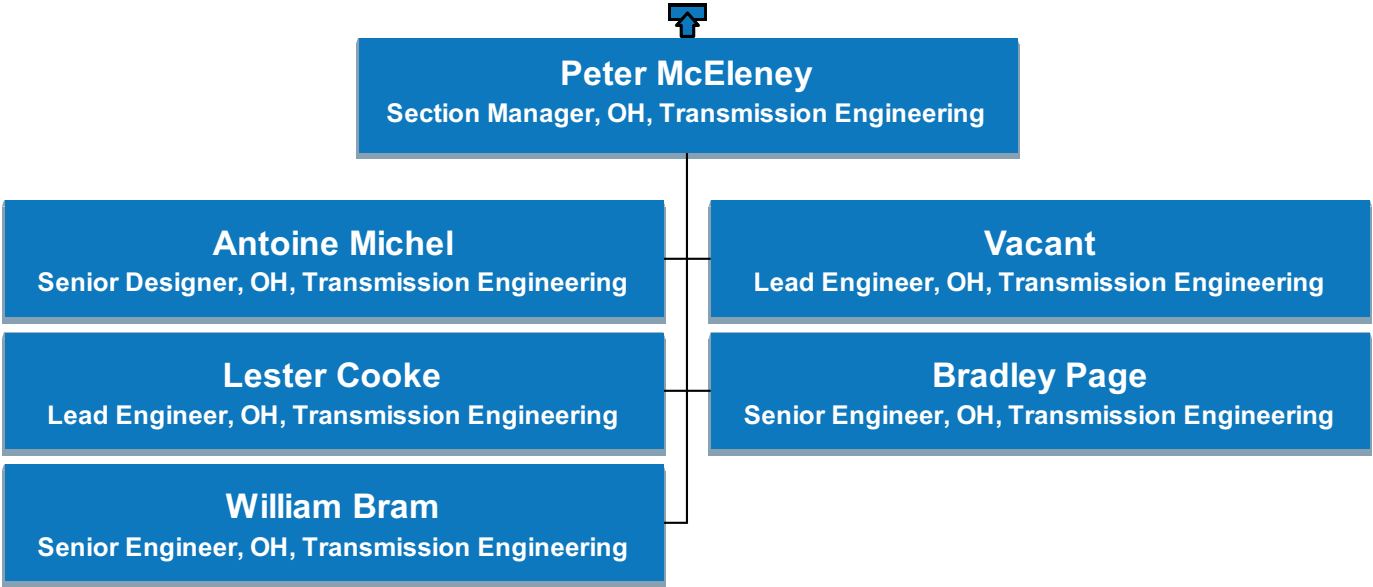 Peter McEleney
Section Manager, OH, Transmission Engineering
Antoine Michel
Senior Designer, OH, Transmission Engineering
Vacant
Lead Engineer, OH, Transmission Engineering
Lester Cooke
Lead Engineer, OH, Transmission Engineering
Bradley Page
Senior Engineer, OH, Transmission Engineering
William Bram
Senior Engineer, OH, Transmission Engineering